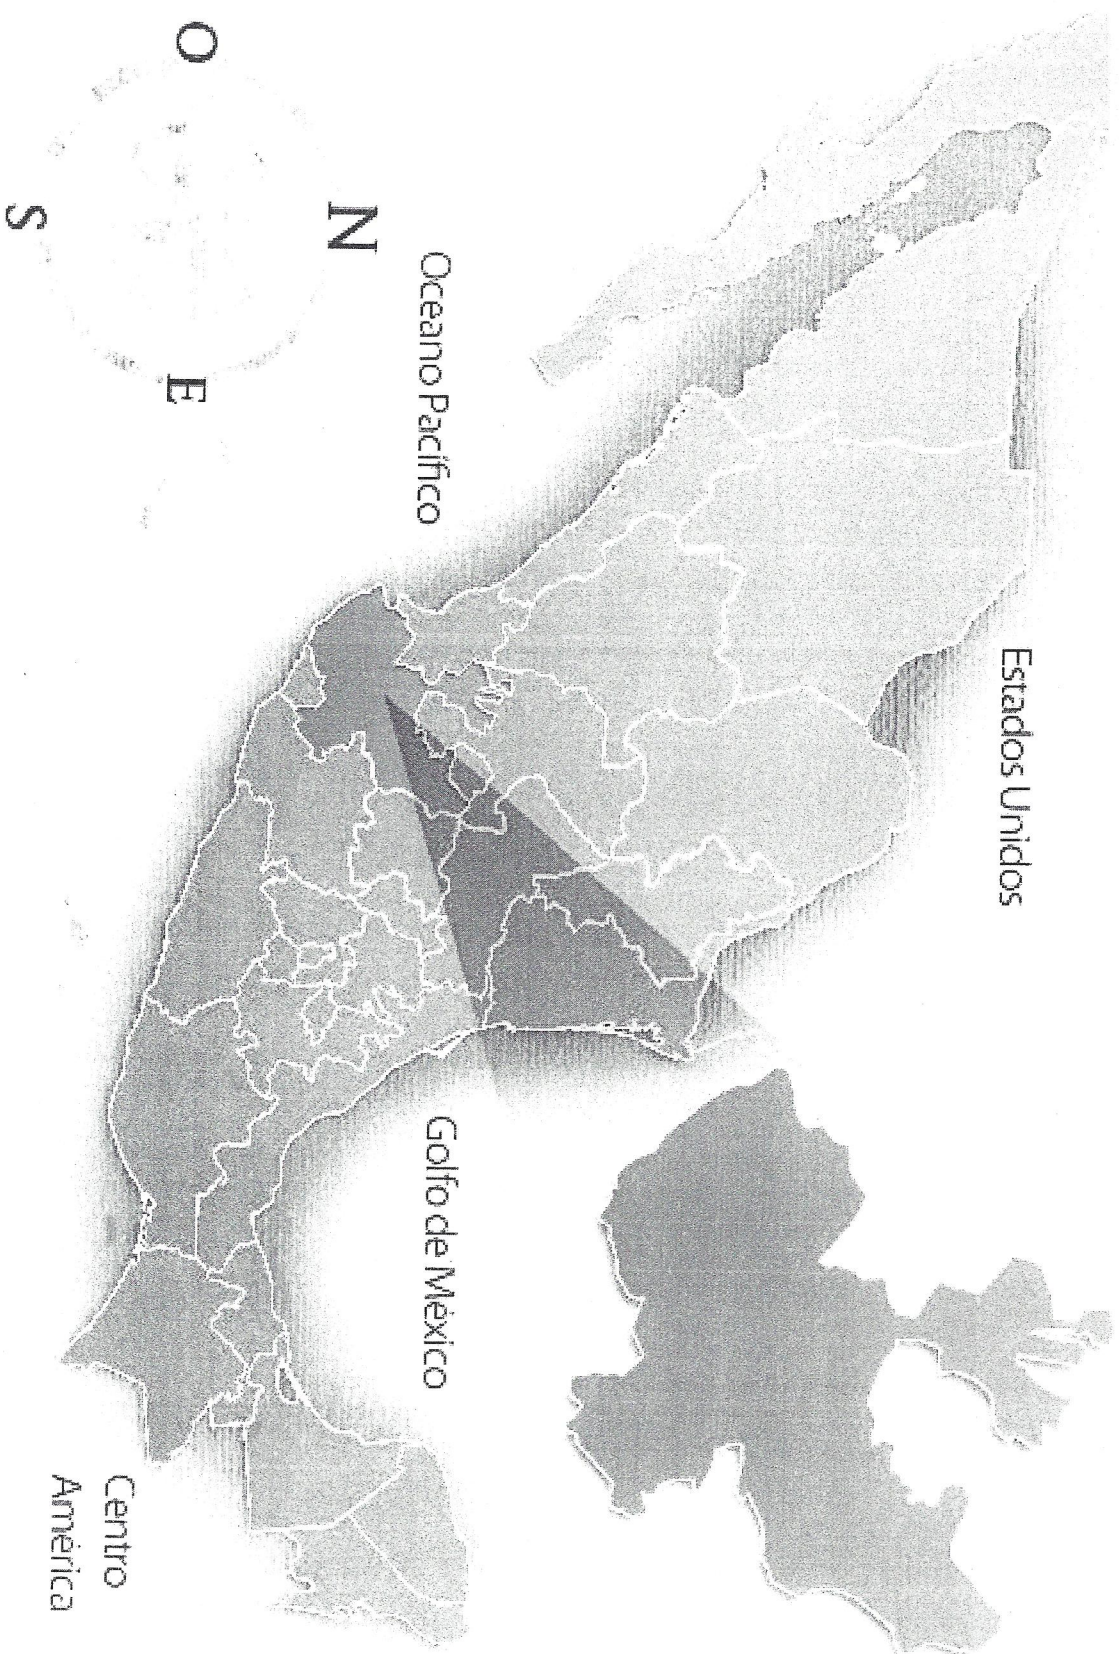 Estados Unidos
Golfo de México
Oceano Pacífico
Centro
América
N
O
E
S